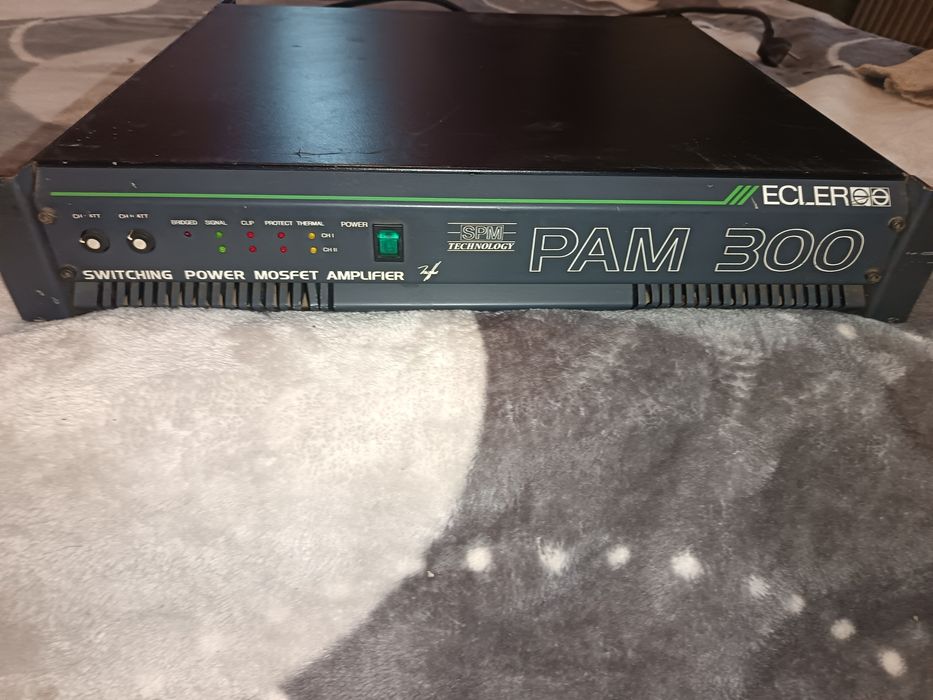 ECLER
CH I ATT CH II ATT
BRIDGED SIGNAL CLIP PROTECT THERMAL POWER
CH I
CH II
SPM
TECHNOLOGY
PAM 300
SWITCHING POWER MOSFET AMPLIFIER